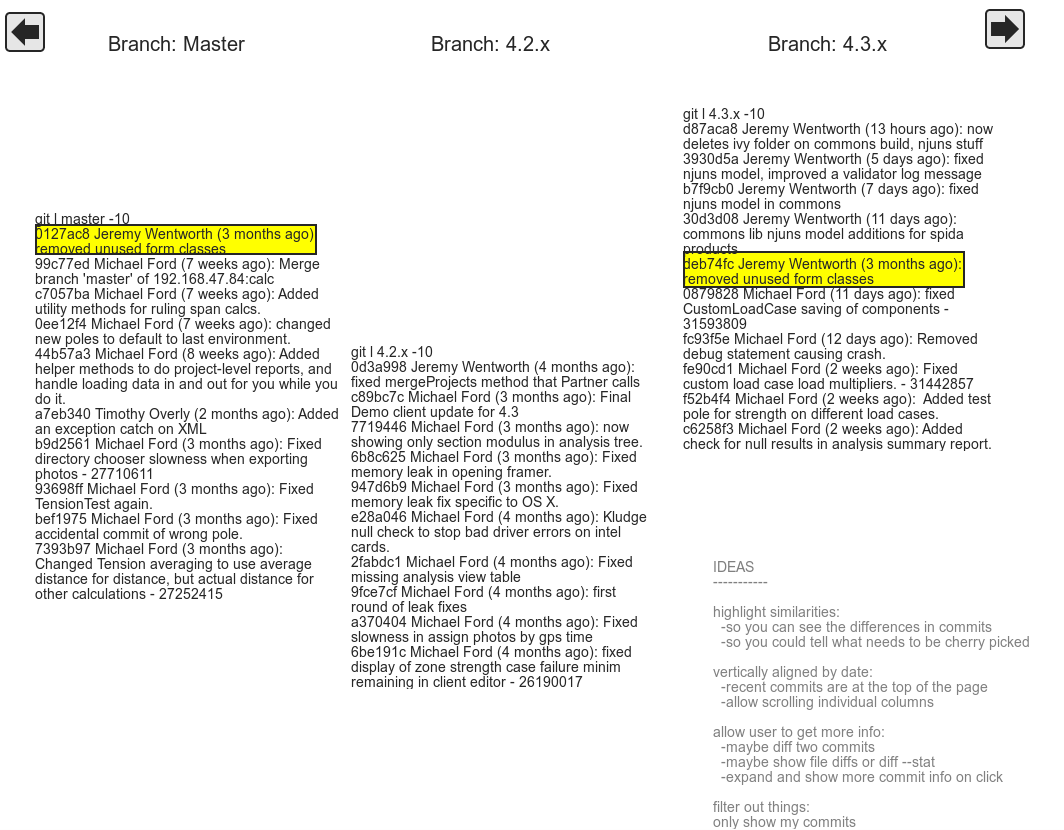 Branch: Master
Branch: 4.2.x
Branch: 4.3.x
git l master -10
0127ac8 Jeremy Wentworth (3 months ago)
removed unused form classes
99c77ed Michael Ford (7 weeks ago): Merge
branch 'master' of 192.168.47.84:calc
c7057ba Michael Ford (7 weeks ago): Added
utility methods for ruling span calcs.
0ee12f4 Michael Ford (7 weeks ago): changed
new poles to default to last environment.
44b57a3 Michael Ford (8 weeks ago): Added
helper methods to do project-level reports, and
handle loading data in and out for you while you
do it.
a7eb340 Timothy Overly (2 months ago): Added
an exception catch on XML
b9d2561 Michael Ford (3 months ago): Fixed
directory chooser slowness when exporting
photos - 27710611
93698ff Michael Ford (3 months ago): Fixed
TensionTest again.
bef1975 Michael Ford (3 months ago): Fixed
accidental commit of wrong pole.
7393b97 Michael Ford (3 months ago):
Changed Tension averaging to use average
distance for distance, but actual distance for
other calculations - 27252415
git l 4.2.x -10
0d3a998 Jeremy Wentworth (4 months ago):
fixed mergeProjects method that Partner calls
c89bc7c Michael Ford (3 months ago): Final
Demo client update for 4.3
7719446 Michael Ford (3 months ago): now
showing only section modulus in analysis tree.
6b8c625 Michael Ford (3 months ago): Fixed
memory leak in opening framer.
947d6b9 Michael Ford (3 months ago): Fixed
memory leak fix specific to OS X.
e28a046 Michael Ford (4 months ago): Kludge
null check to stop bad driver errors on intel
cards.
2fabdc1 Michael Ford (4 months ago): Fixed
missing analysis view table
9fce7cf Michael Ford (4 months ago): first
round of leak fixes
a370404 Michael Ford (4 months ago): Fixed
slowness in assign photos by gps time
6be191c Michael Ford (4 months ago): fixed
display of zone strength case failure minim
remaining in client editor - 26190017
git l 4.3.x -10
d87aca8 Jeremy Wentworth (13 hours ago): now
deletes ivy folder on commons build, njuns stuff
3930d5a Jeremy Wentworth (5 days ago): fixed
njuns model, improved a validator log message
b7f9cb0 Jeremy Wentworth (7 days ago): fixed
njuns model in commons
30d3d08 Jeremy Wentworth (11 days ago):
commons lib njuns model additions for spida
products
deb74fc Jeremy Wentworth (3 months ago):
removed unused form classes
0879828 Michael Ford (11 days ago): fixed
CustomLoadCase saving of components -
31593809
fc93f5e Michael Ford (12 days ago): Removed
debug statement causing crash.
fe90cd1 Michael Ford (2 weeks ago): Fixed
custom load case load multipliers. - 31442857
f52b4f4 Michael Ford (2 weeks ago):  Added test
pole for strength on different load cases.
c6258f3 Michael Ford (2 weeks ago): Added
check for null results in analysis summary report.
IDEAS
-----------
highlight similarities:
-so you can see the differences in commits
-so you could tell what needs to be cherry picked
vertically aligned by date:
-recent commits are at the top of the page
-allow scrolling individual columns
allow user to get more info:
-maybe diff two commits
-maybe show file diffs or diff --stat
-expand and show more commit info on click
filter out things:
only show my commits